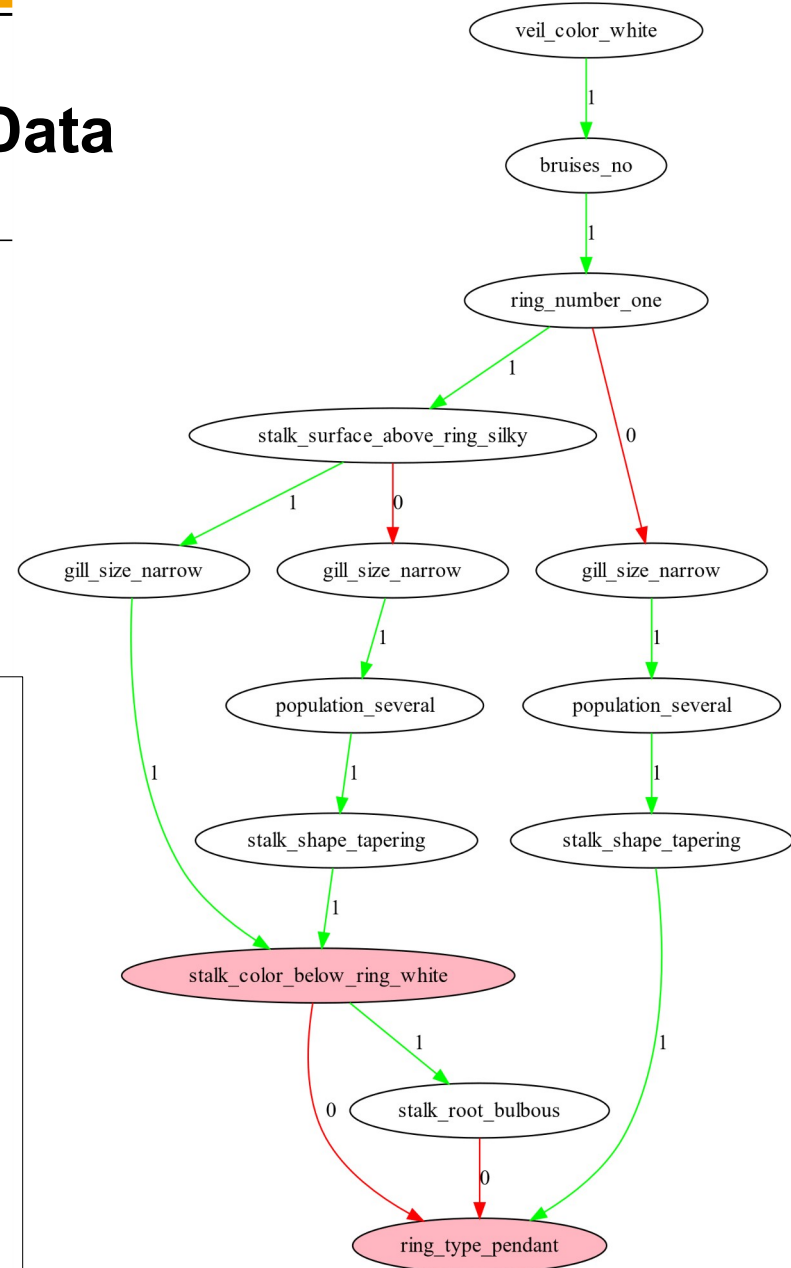 Data
veil_color_white
1
bruises_no
1
ring_number_one
1
0
stalk_surface_above_ring_silky
1
0
gill_size_narrow
gill_size_narrow
gill_size_narrow
1
1
population_several
population_several
1
1
1
stalk_shape_tapering
stalk_shape_tapering
1
stalk_color_below_ring_white
1
1
0
stalk_root_bulbous
0
ring_type_pendant